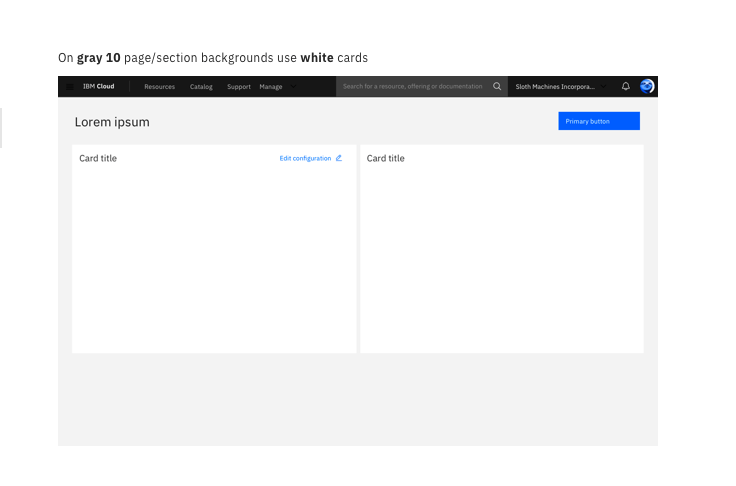 On gray 10 page/section backgrounds use white cards
IBM Cloud Resources Catalog Support Manage Search for a resource, offering or documentation Sloth Machines Incorpora...
Lorem ipsum Primary button
Card title Edit configuration Card title